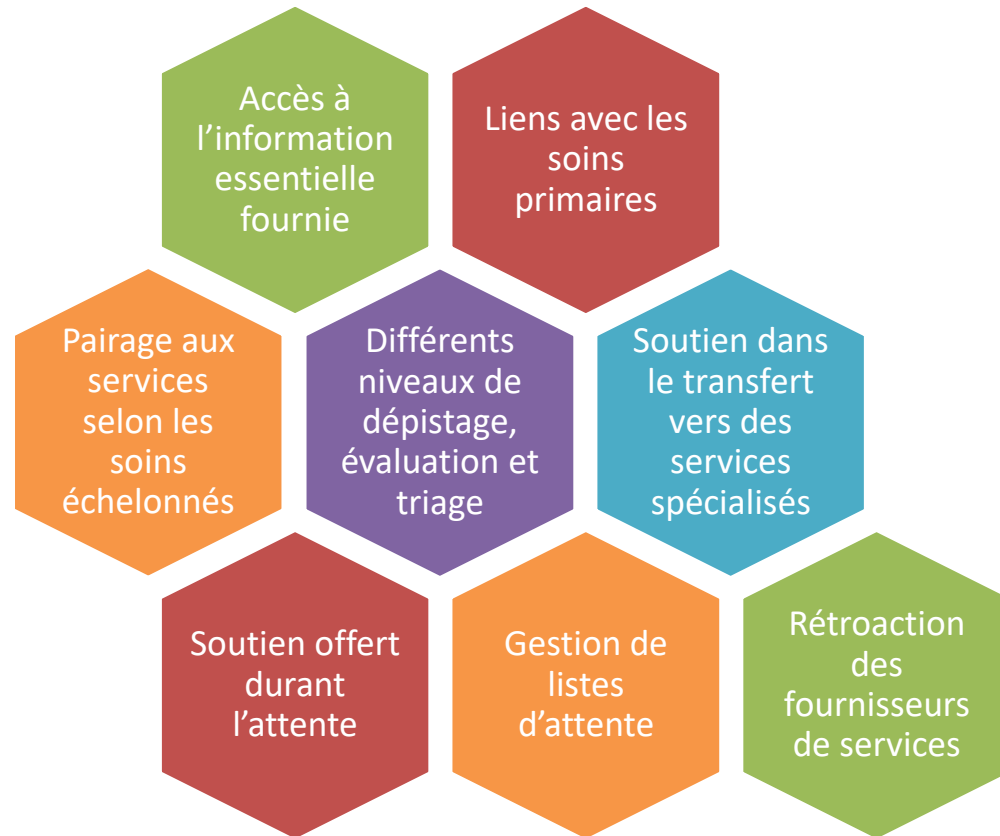 Accès à
l’information
essentielle
fournie
Liens avec les
soins
primaires
Pairage aux
services
selon les
soins
échelonnés
Différents
niveaux de
dépistage,
évaluation et
triage
Soutien dans
le transfert
vers des
services
spécialisés
Soutien offert
durant
l’attente
Gestion de
listes
d’attente
Rétroaction
des
fournisseurs
de services